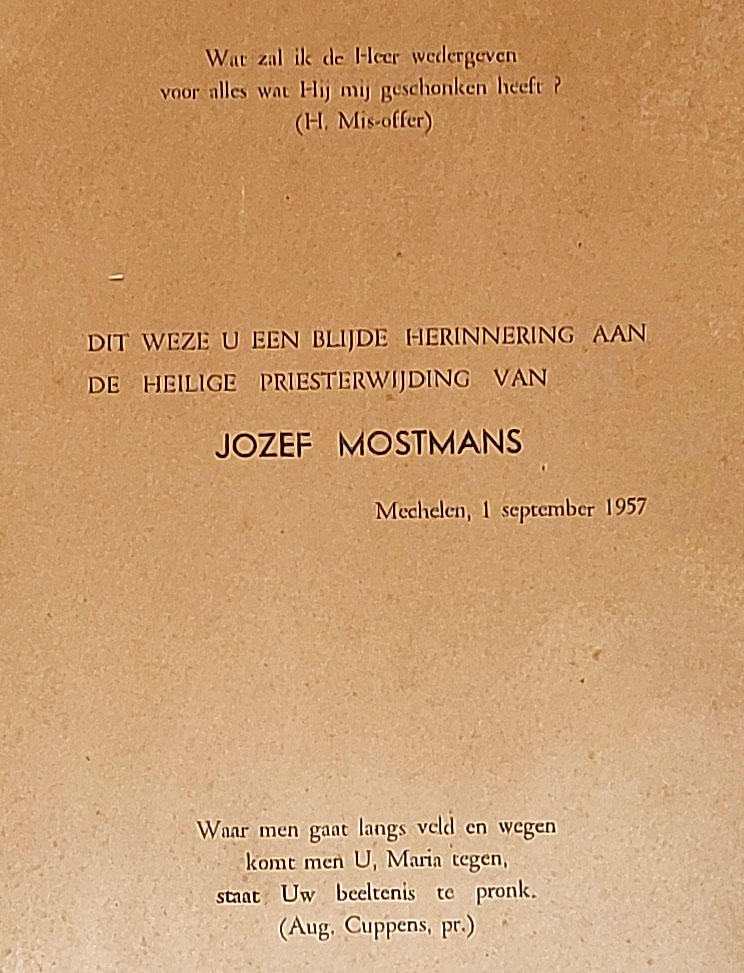 Wat zal ik de Heer wedergeven
voor alles wat Hij mij geschonken heeft ?
(H. Mis-offer)
DIT WEZE U EEN BLIJDE HERINNERING AAN
DE HEILIGE PRIESTERWIJDING VAN
JOZEF MOSTMANS
Mechelen, 1 september 1957
Waar men gaat langs veld en wegen
komt men U, Maria tegen,
staat Uw beeltenis te pronk.
(Aug. Cuppens, pr.)